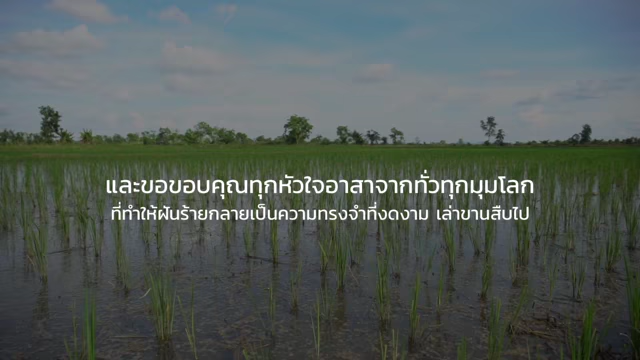 และขอขอบคุณทุกหัวใจอาสาจากทั่วทุกมุมโลก
ที่ทำให้ฝันร้ายกลายเป็นความทรงจำที่งดงาม เล่าขานสืบไป